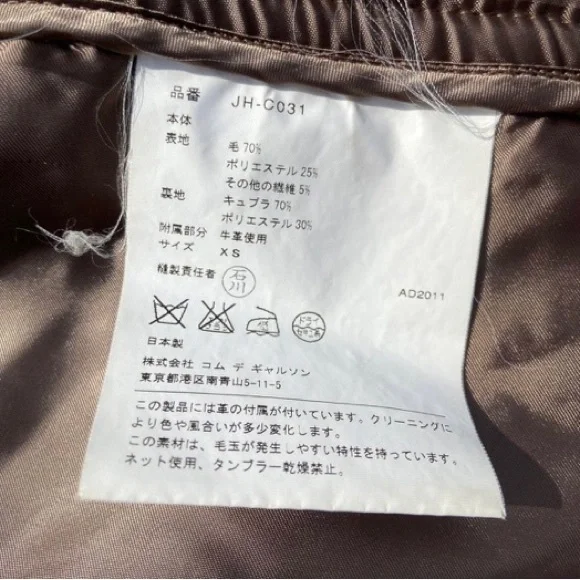 品番 JH-C031
本体
表地 毛 70%
ポリエステル 25%
その他の繊維 5%
裏地 キュプラ 70%
ポリエステル 30%
附属部分 牛革使用
サイズ XS
縫製責任者 石川
AD2011
ドライ
セキユ系
日本製
株式会社 コム デ ギャルソン
東京都港区南青山5-11-5
この製品には革の付属が付いています。クリーニングに
より色や風合いが多少変化します。
この素材は、毛玉が発生しやすい特性を持っています。
ネット使用、タンブラー乾燥禁止。